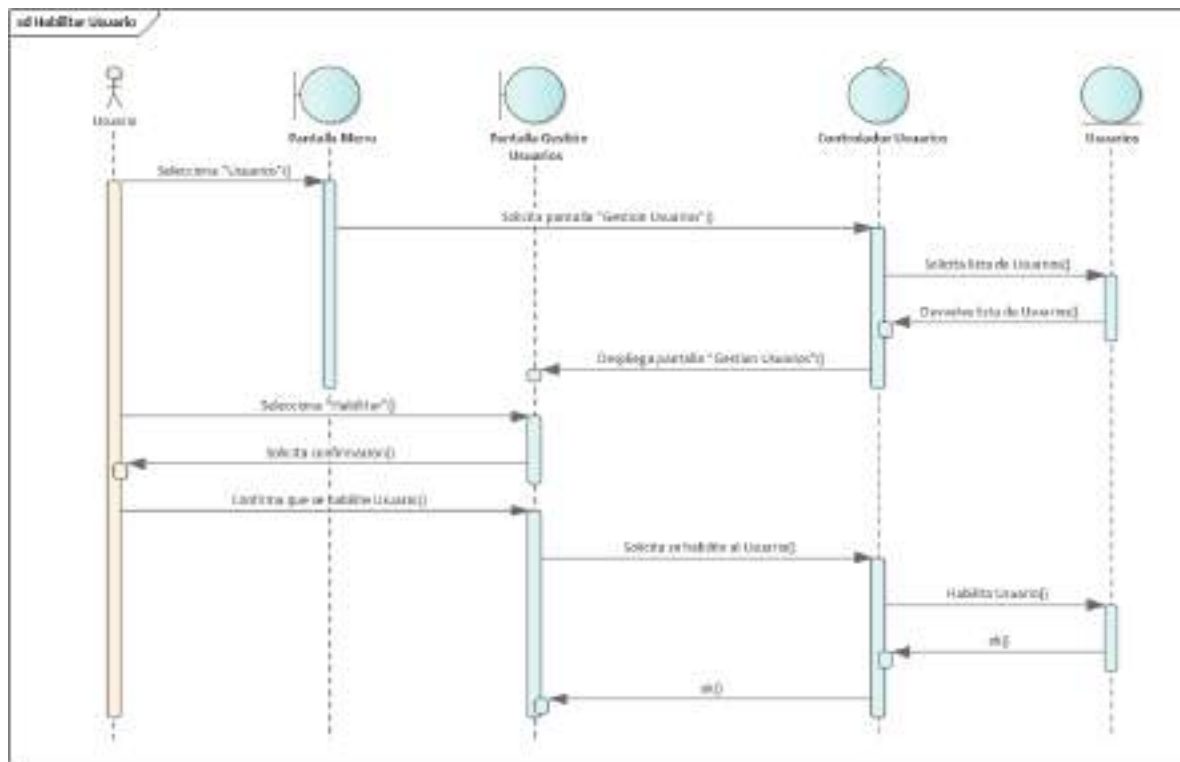 sd Habilitar Usuario
Usuario
Pantalla Menu
Pantalla Gestión
Usuarios
Controlador Usuarios
Usuarios
Selecciona "Usuarios"()
Solicita pantalla "Gestion Usuarios" ()
Solicita lista de Usuarios()
Devuelve lista de Usuarios()
Despliega pantalla "Gestion Usuarios"()
Selecciona "Habilitar"()
Solicita confirmacion()
Confirma que se habilite Usuario()
Solicita se habilite al Usuario()
Habilita Usuario()
ok()
ok()